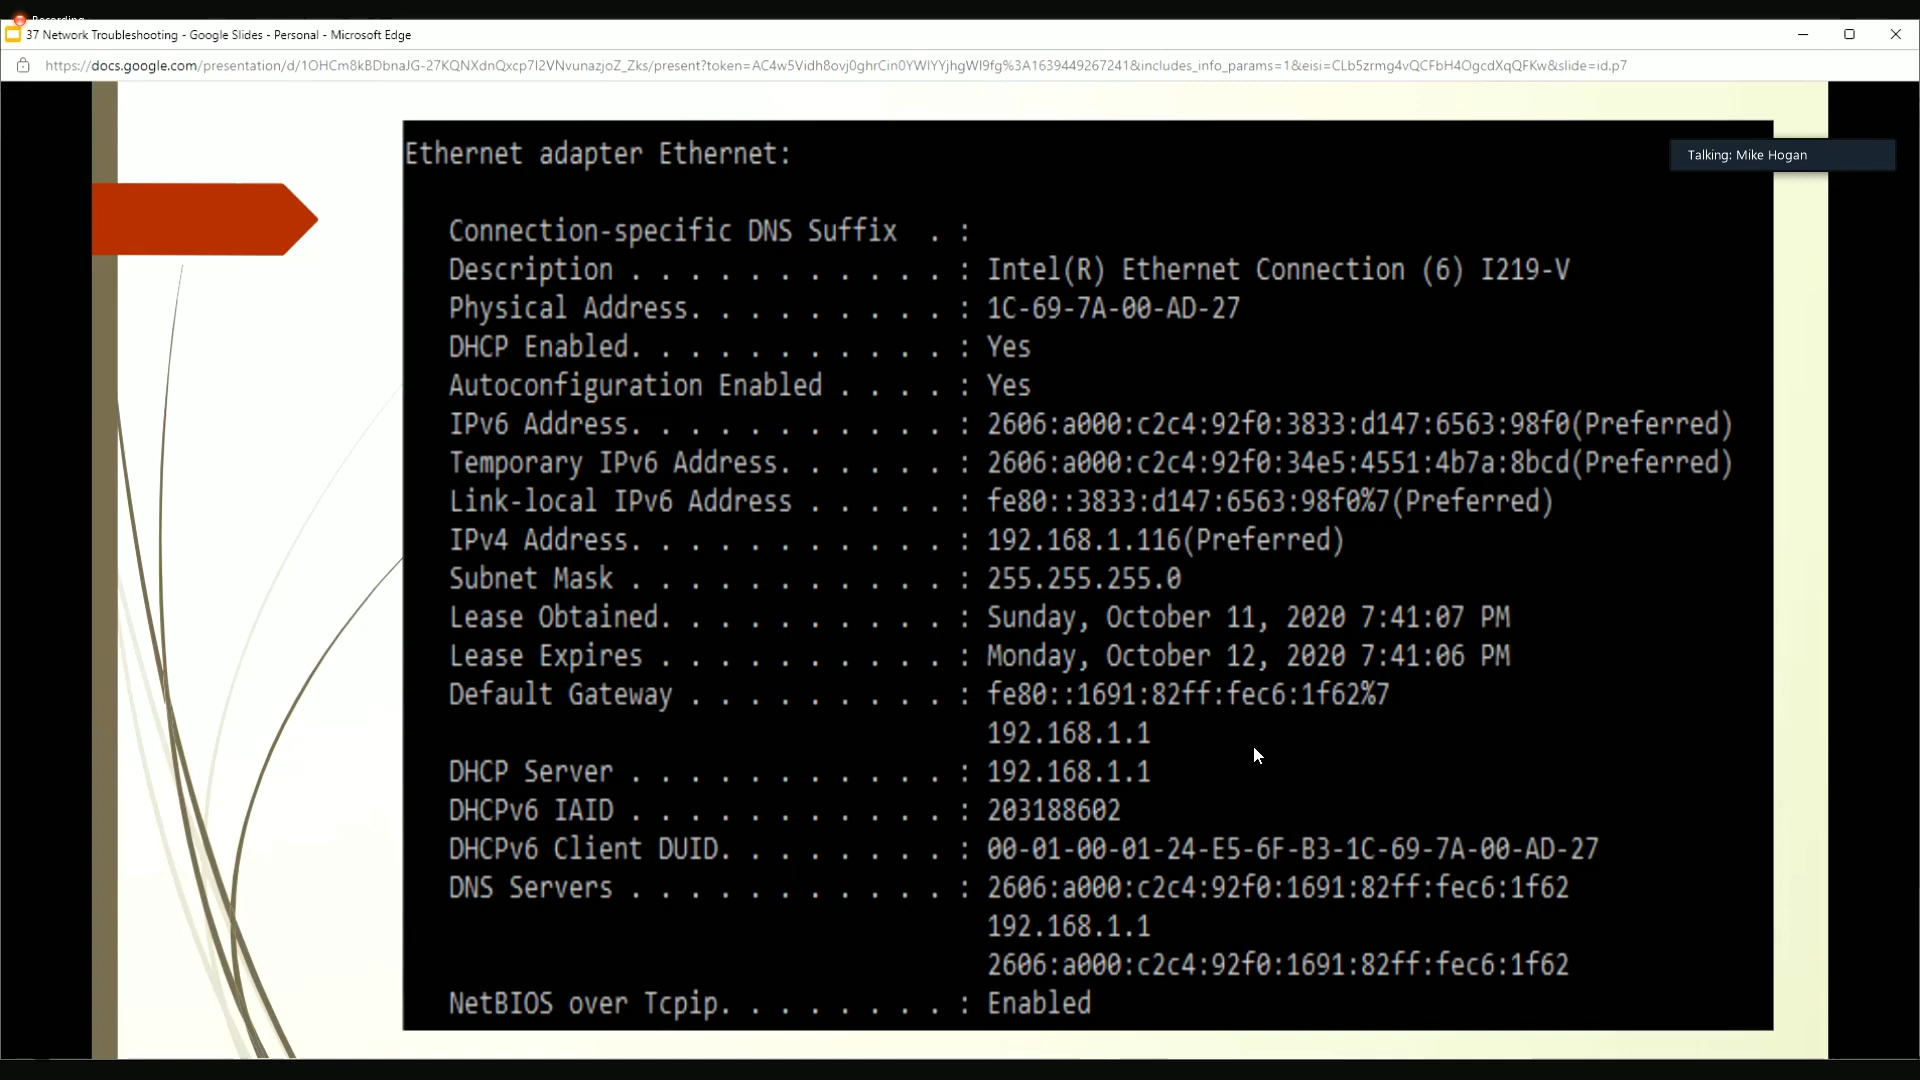 Recording
37 Network Troubleshooting - Google Slides - Personal - Microsoft Edge
https://docs.google.com/presentation/d/1OHCm8kBDbnaJG-27KQNXdnQxcp7I2VNvunazjoZ_Zks/present?token=AC4w5Vidh8ovj0ghrCin0YWIYYjhgWI9fg%3A1639449267241&includes_info_params=1&eisi=CLb5zrmg4vQCFbH4OgcdXqQFKw&slide=id.p7
Ethernet adapter Ethernet:
Talking: Mike Hogan
Connection-specific DNS Suffix  . :
Description . . . . . . . . . . . : Intel(R) Ethernet Connection (6) I219-V
Physical Address. . . . . . . . . : 1C-69-7A-00-AD-27
DHCP Enabled. . . . . . . . . . . : Yes
Autoconfiguration Enabled . . . . : Yes
IPv6 Address. . . . . . . . . . . : 2606:a000:c2c4:92f0:3833:d147:6563:98f0(Preferred)
Temporary IPv6 Address. . . . . . : 2606:a000:c2c4:92f0:34e5:4551:4b7a:8bcd(Preferred)
Link-local IPv6 Address . . . . . : fe80::3833:d147:6563:98f0%7(Preferred)
IPv4 Address. . . . . . . . . . . : 192.168.1.116(Preferred)
Subnet Mask . . . . . . . . . . . : 255.255.255.0
Lease Obtained. . . . . . . . . . : Sunday, October 11, 2020 7:41:07 PM
Lease Expires . . . . . . . . . . : Monday, October 12, 2020 7:41:06 PM
Default Gateway . . . . . . . . . : fe80::1691:82ff:fec6:1f62%7
192.168.1.1
DHCP Server . . . . . . . . . . . : 192.168.1.1
DHCPv6 IAID . . . . . . . . . . . : 203188602
DHCPv6 Client DUID. . . . . . . . : 00-01-00-01-24-E5-6F-B3-1C-69-7A-00-AD-27
DNS Servers . . . . . . . . . . . : 2606:a000:c2c4:92f0:1691:82ff:fec6:1f62
192.168.1.1
2606:a000:c2c4:92f0:1691:82ff:fec6:1f62
NetBIOS over Tcpip. . . . . . . . : Enabled